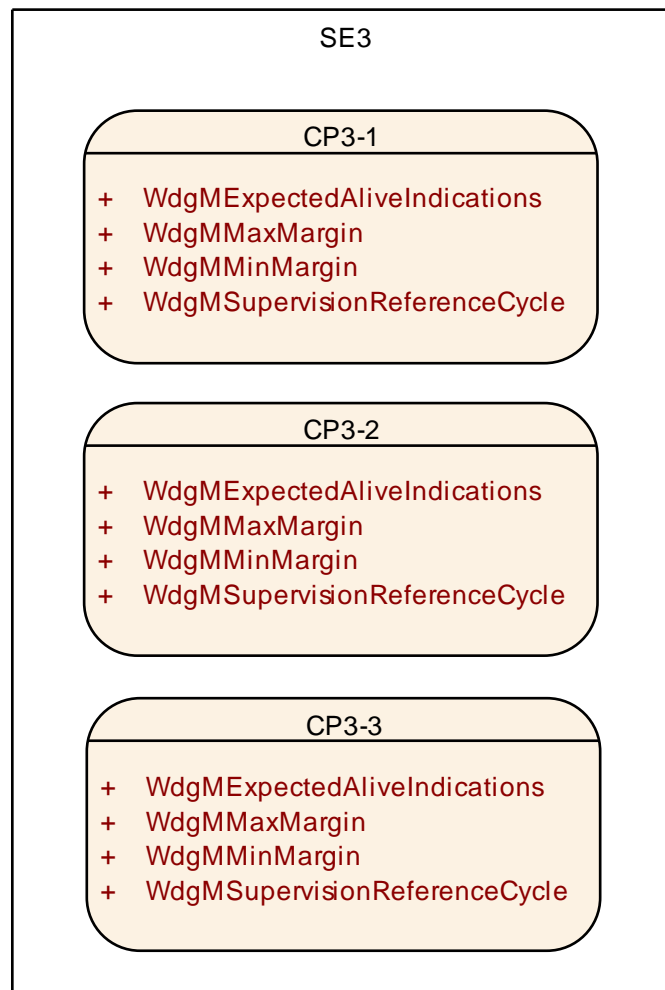 SE3
CP3-1
+ WdgMExpectedAliveIndications
+ WdgMMaxMargin
+ WdgMMinMargin
+ WdgMSupervisionReferenceCycle
CP3-2
+ WdgMExpectedAliveIndications
+ WdgMMaxMargin
+ WdgMMinMargin
+ WdgMSupervisionReferenceCycle
CP3-3
+ WdgMExpectedAliveIndications
+ WdgMMaxMargin
+ WdgMMinMargin
+ WdgMSupervisionReferenceCycle